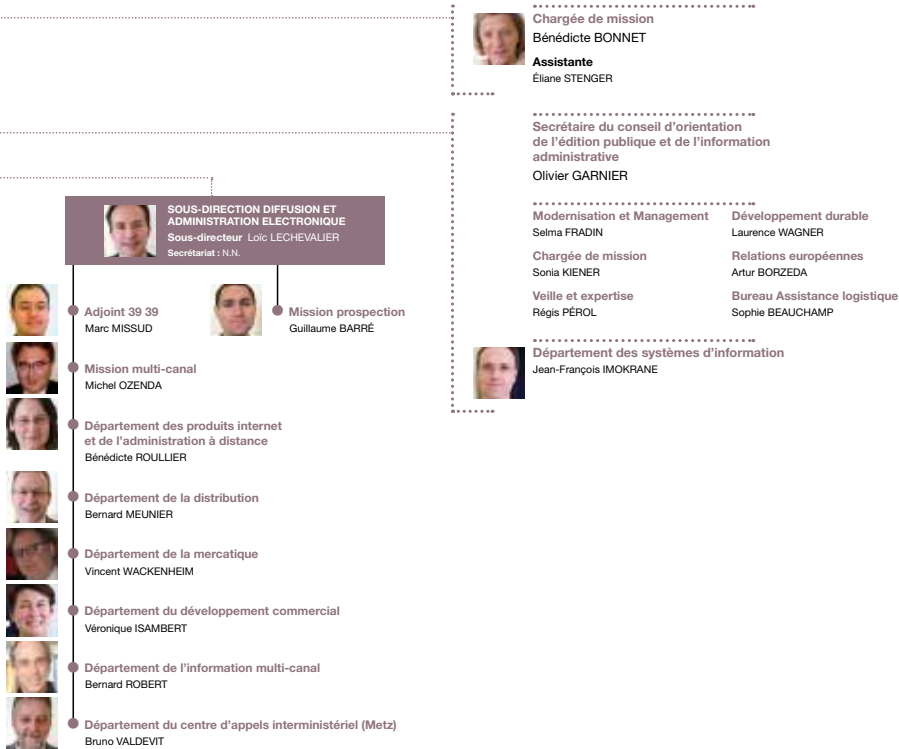 Chargée de mission
Bénédicte BONNET
Assistante
Éliane STENGER
Secrétaire du conseil d'orientation
de l'édition publique et de l'information
administrative
Olivier GARNIER
Modernisation et Management
Selma FRADIN
Développement durable
Laurence WAGNER
Chargée de mission
Sonia KIENER
Relations européennes
Artur BORZEDA
Veille et expertise
Régis PÉROL
Bureau Assistance logistique
Sophie BEAUCHAMP
Département des systèmes d'information
Jean-François IMOKRANE
SOUS-DIRECTION DIFFUSION ET
ADMINISTRATION ELECTRONIQUE
Sous-directeur Loïc LECHEVALIER
Secrétariat : N.N.
Adjoint 39 39
Marc MISSUD
Mission prospection
Guillaume BARRÉ
Mission multi-canal
Michel OZENDA
Département des produits internet
et de l'administration à distance
Bénédicte ROULLIER
Département de la distribution
Bernard MEUNIER
Département de la mercatique
Vincent WACKENHEIM
Département du développement commercial
Véronique ISAMBERT
Département de l'information multi-canal
Bernard ROBERT
Département du centre d'appels interministériel (Metz)
Bruno VALDEVIT